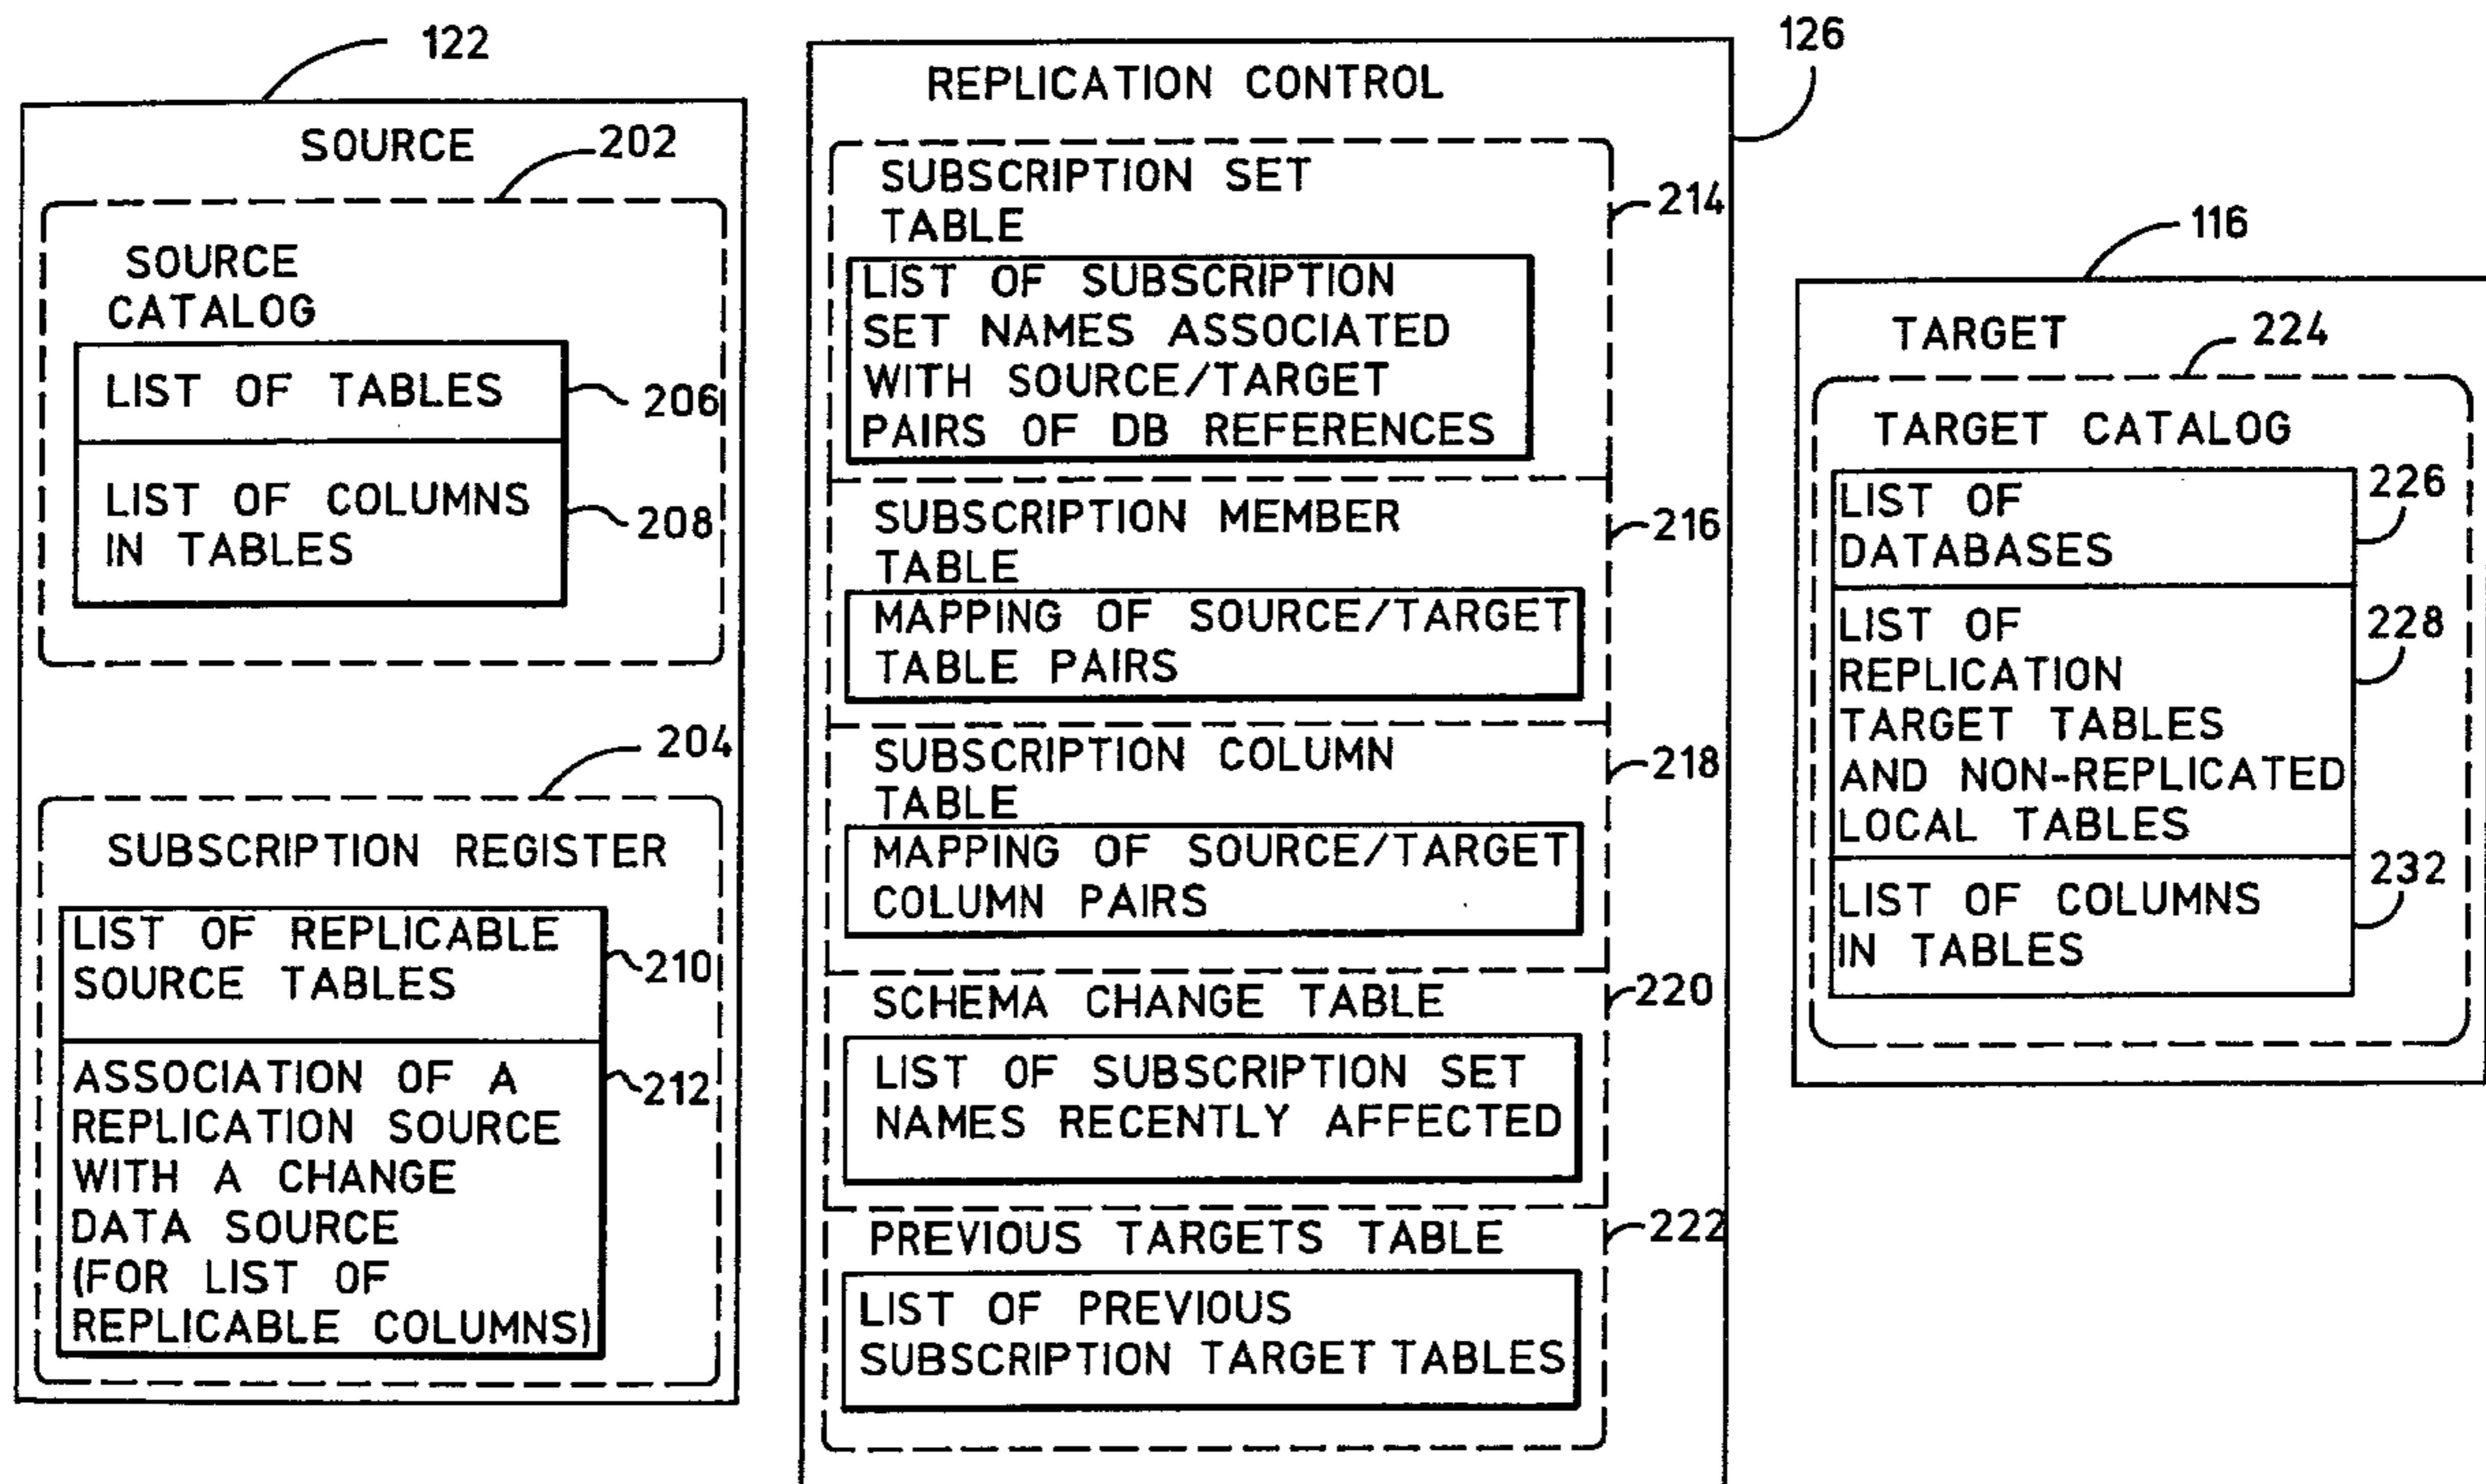 122
SOURCE
202
SOURCE
CATALOG
LIST OF TABLES
206
LIST OF COLUMNS
IN TABLES
208
204
SUBSCRIPTION REGISTER
LIST OF REPLICABLE
SOURCE TABLES
210
ASSOCIATION OF A
REPLICATION SOURCE
WITH A CHANGE
DATA SOURCE
(FOR LIST OF
REPLICABLE COLUMNS)
212
126
REPLICATION CONTROL
SUBSCRIPTION SET
TABLE
214
LIST OF SUBSCRIPTION
SET NAMES ASSOCIATED
WITH SOURCE/TARGET
PAIRS OF DB REFERENCES
SUBSCRIPTION MEMBER
TABLE
216
MAPPING OF SOURCE/TARGET
TABLE PAIRS
SUBSCRIPTION COLUMN
TABLE
218
MAPPING OF SOURCE/TARGET
COLUMN PAIRS
SCHEMA CHANGE TABLE
220
LIST OF SUBSCRIPTION SET
NAMES RECENTLY AFFECTED
PREVIOUS TARGETS TABLE
222
LIST OF PREVIOUS
SUBSCRIPTION TARGET TABLES
116
TARGET
224
TARGET CATALOG
LIST OF
DATABASES
226
LIST OF
REPLICATION
TARGET TABLES
AND NON-REPLICATED
LOCAL TABLES
228
LIST OF COLUMNS
IN TABLES
232